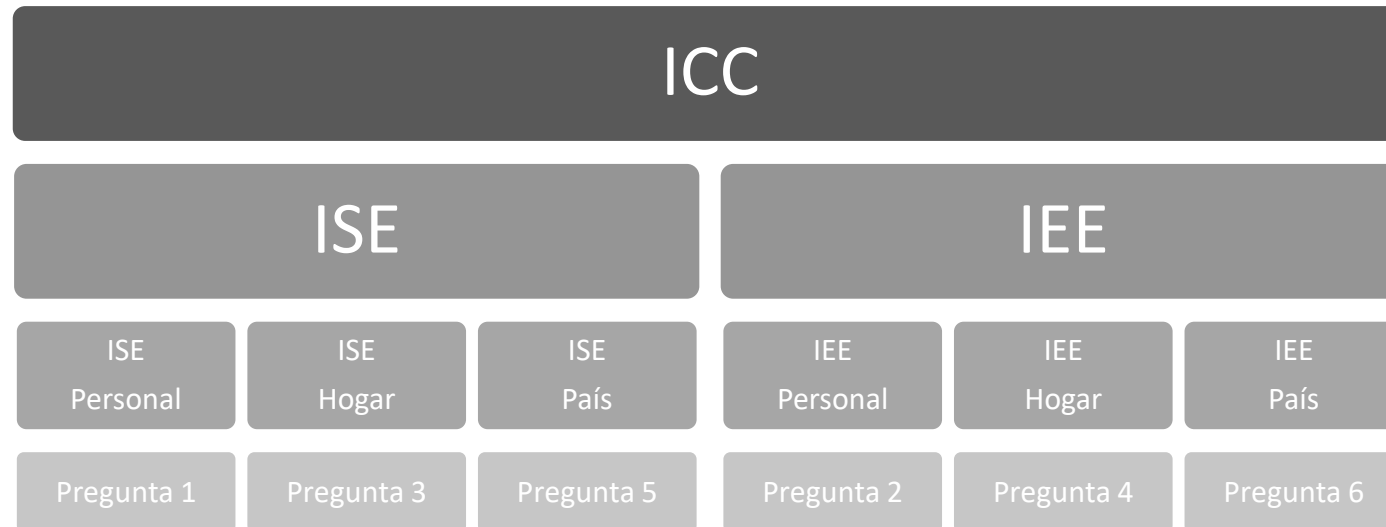 ICC
ISE
IEE
ISE
Personal
ISE
Hogar
ISE
País
IEE
Personal
IEE
Hogar
IEE
País
Pregunta 1
Pregunta 3
Pregunta 5
Pregunta 2
Pregunta 4
Pregunta 6